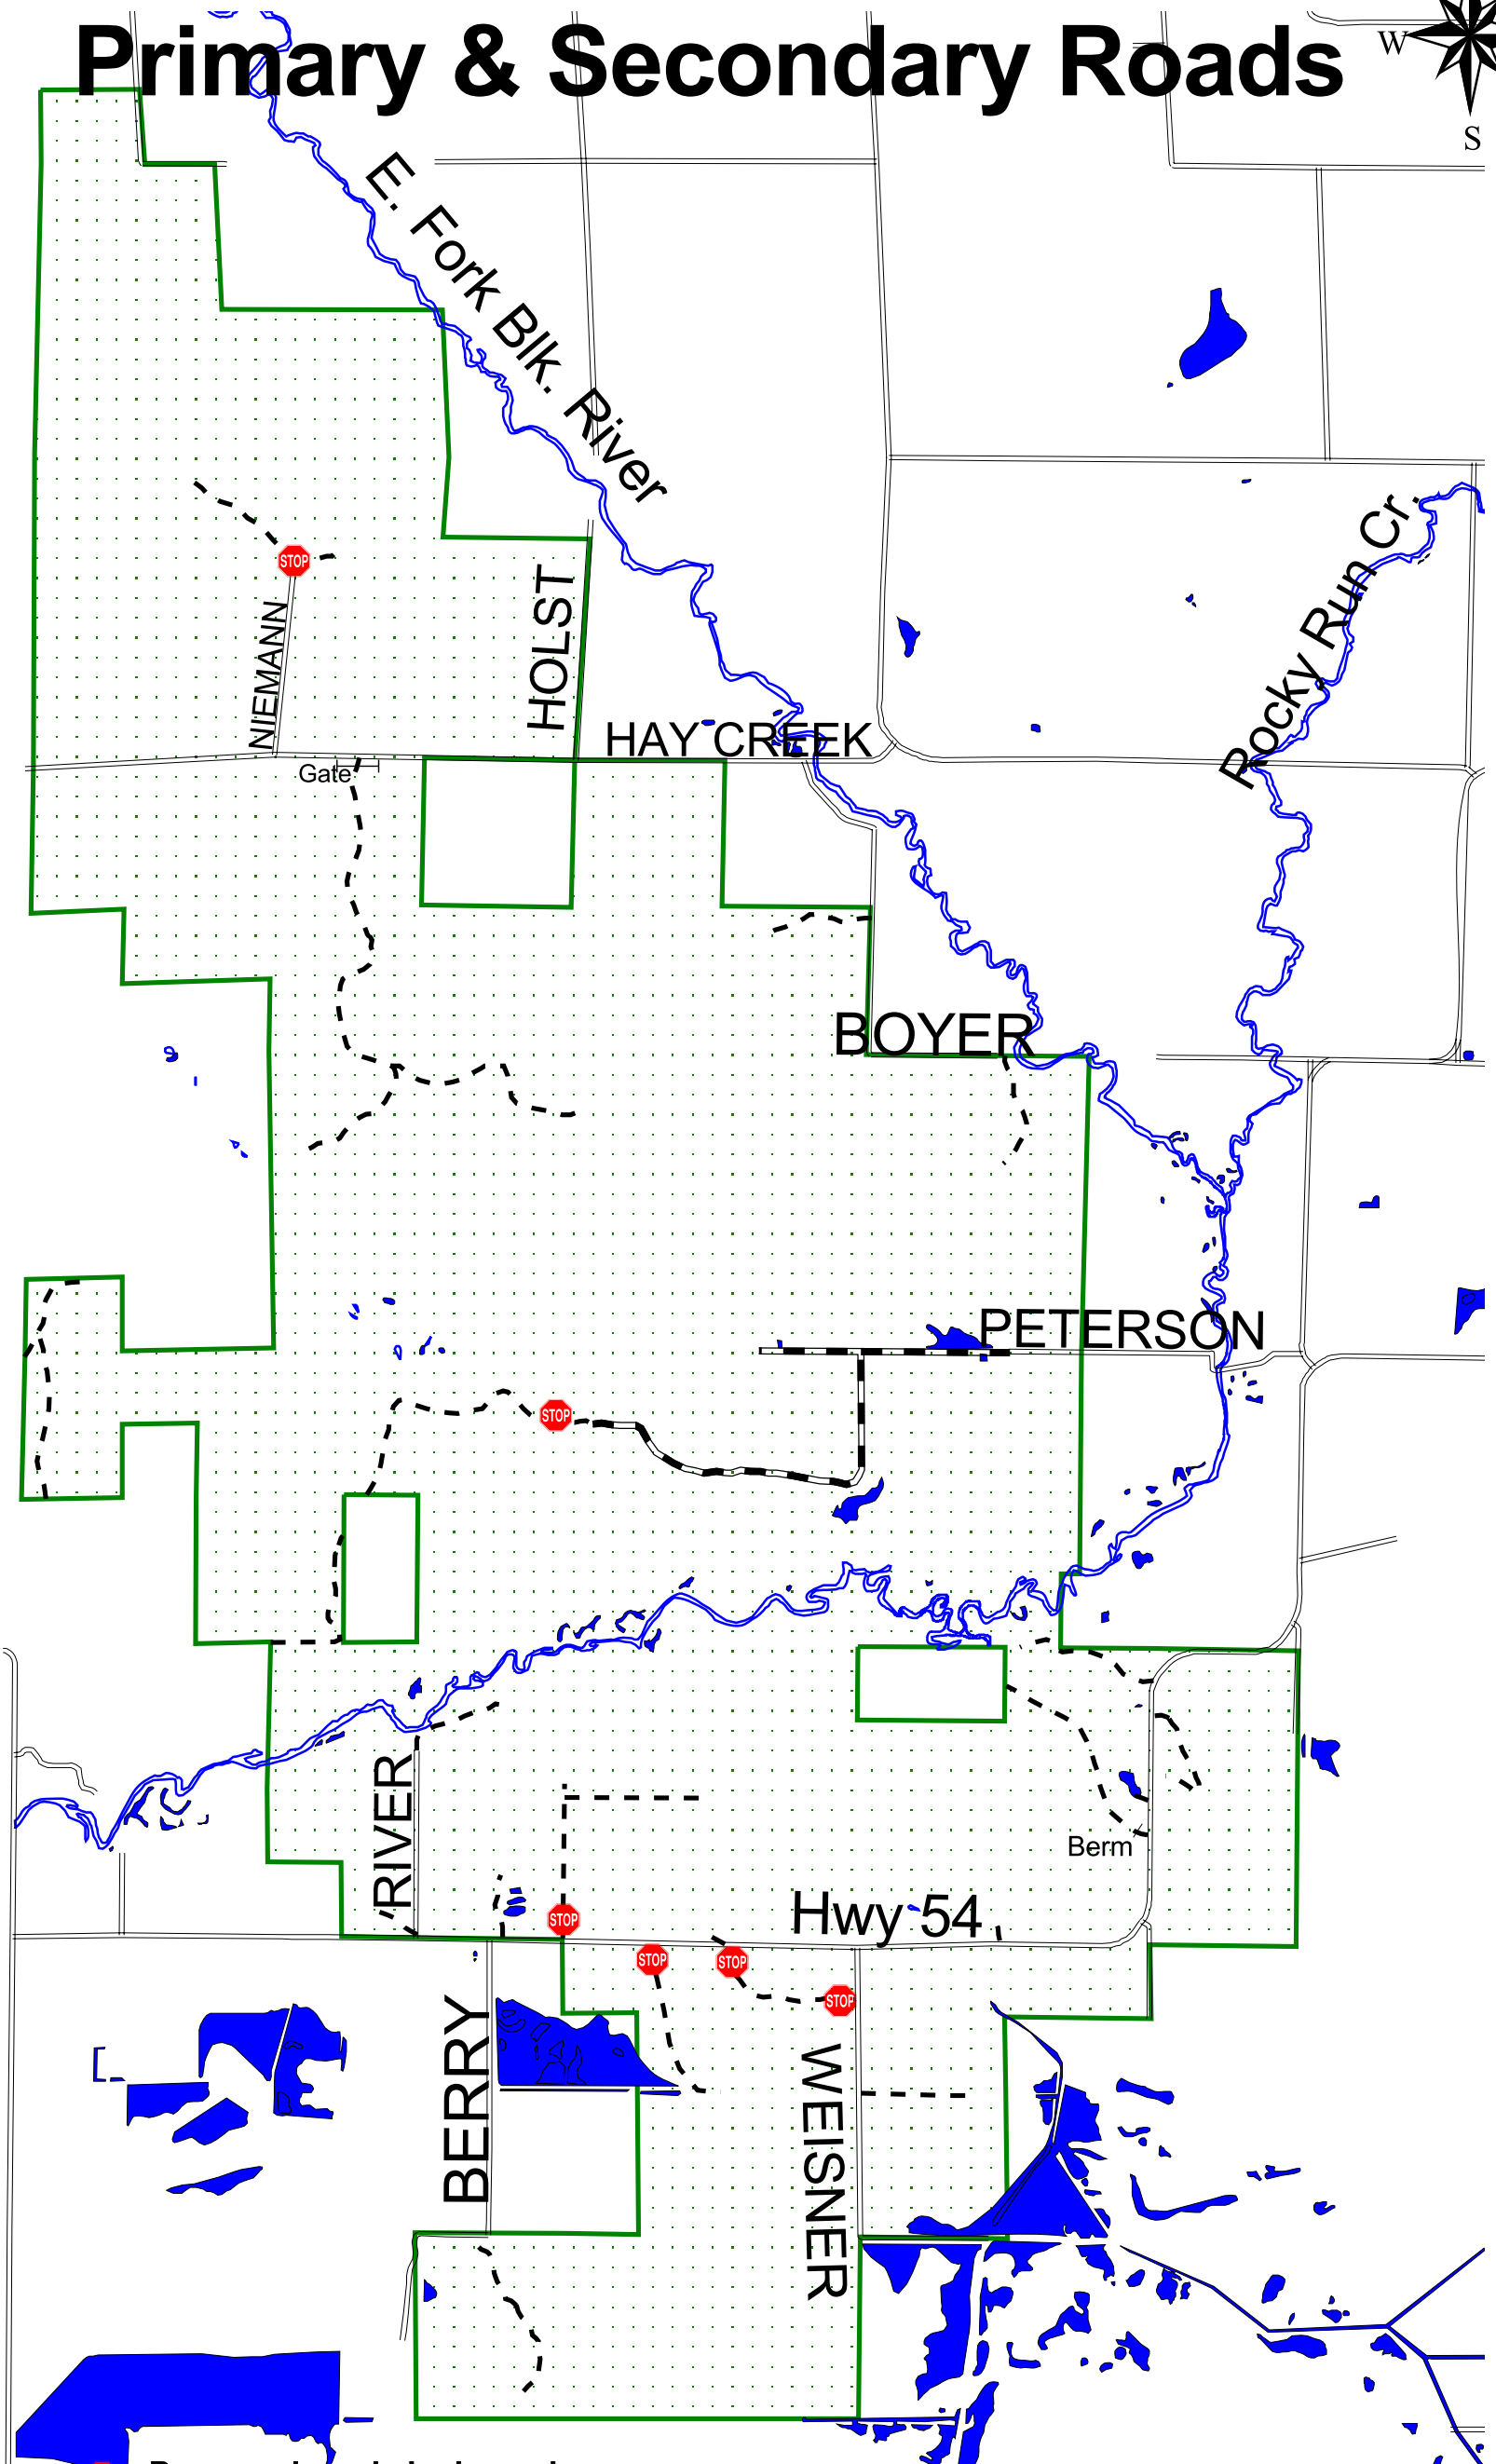 Primary & Secondary Roads
W
S
E. Fork Blk. River
Rocky Run Cr.
STOP
NIEMANN
HOLST
HAY CREEK
Gate
BOYER
PETERSON
STOP
RIVER
Berm
Hwy 54
STOP
STOP
STOP
STOP
BERRY
WEISNER